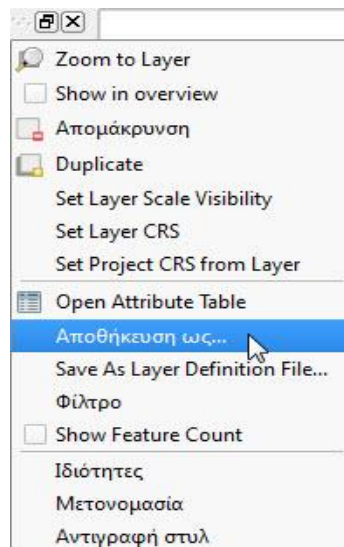 Zoom to Layer
Show in overview
Απομάκρυνση
Duplicate
Set Layer Scale Visibility
Set Layer CRS
Set Project CRS from Layer
Open Attribute Table
Αποθήκευση ως...
Save As Layer Definition File...
Φίλτρο
Show Feature Count
Ιδιότητες
Μετονομασία
Αντιγραφή στυλ